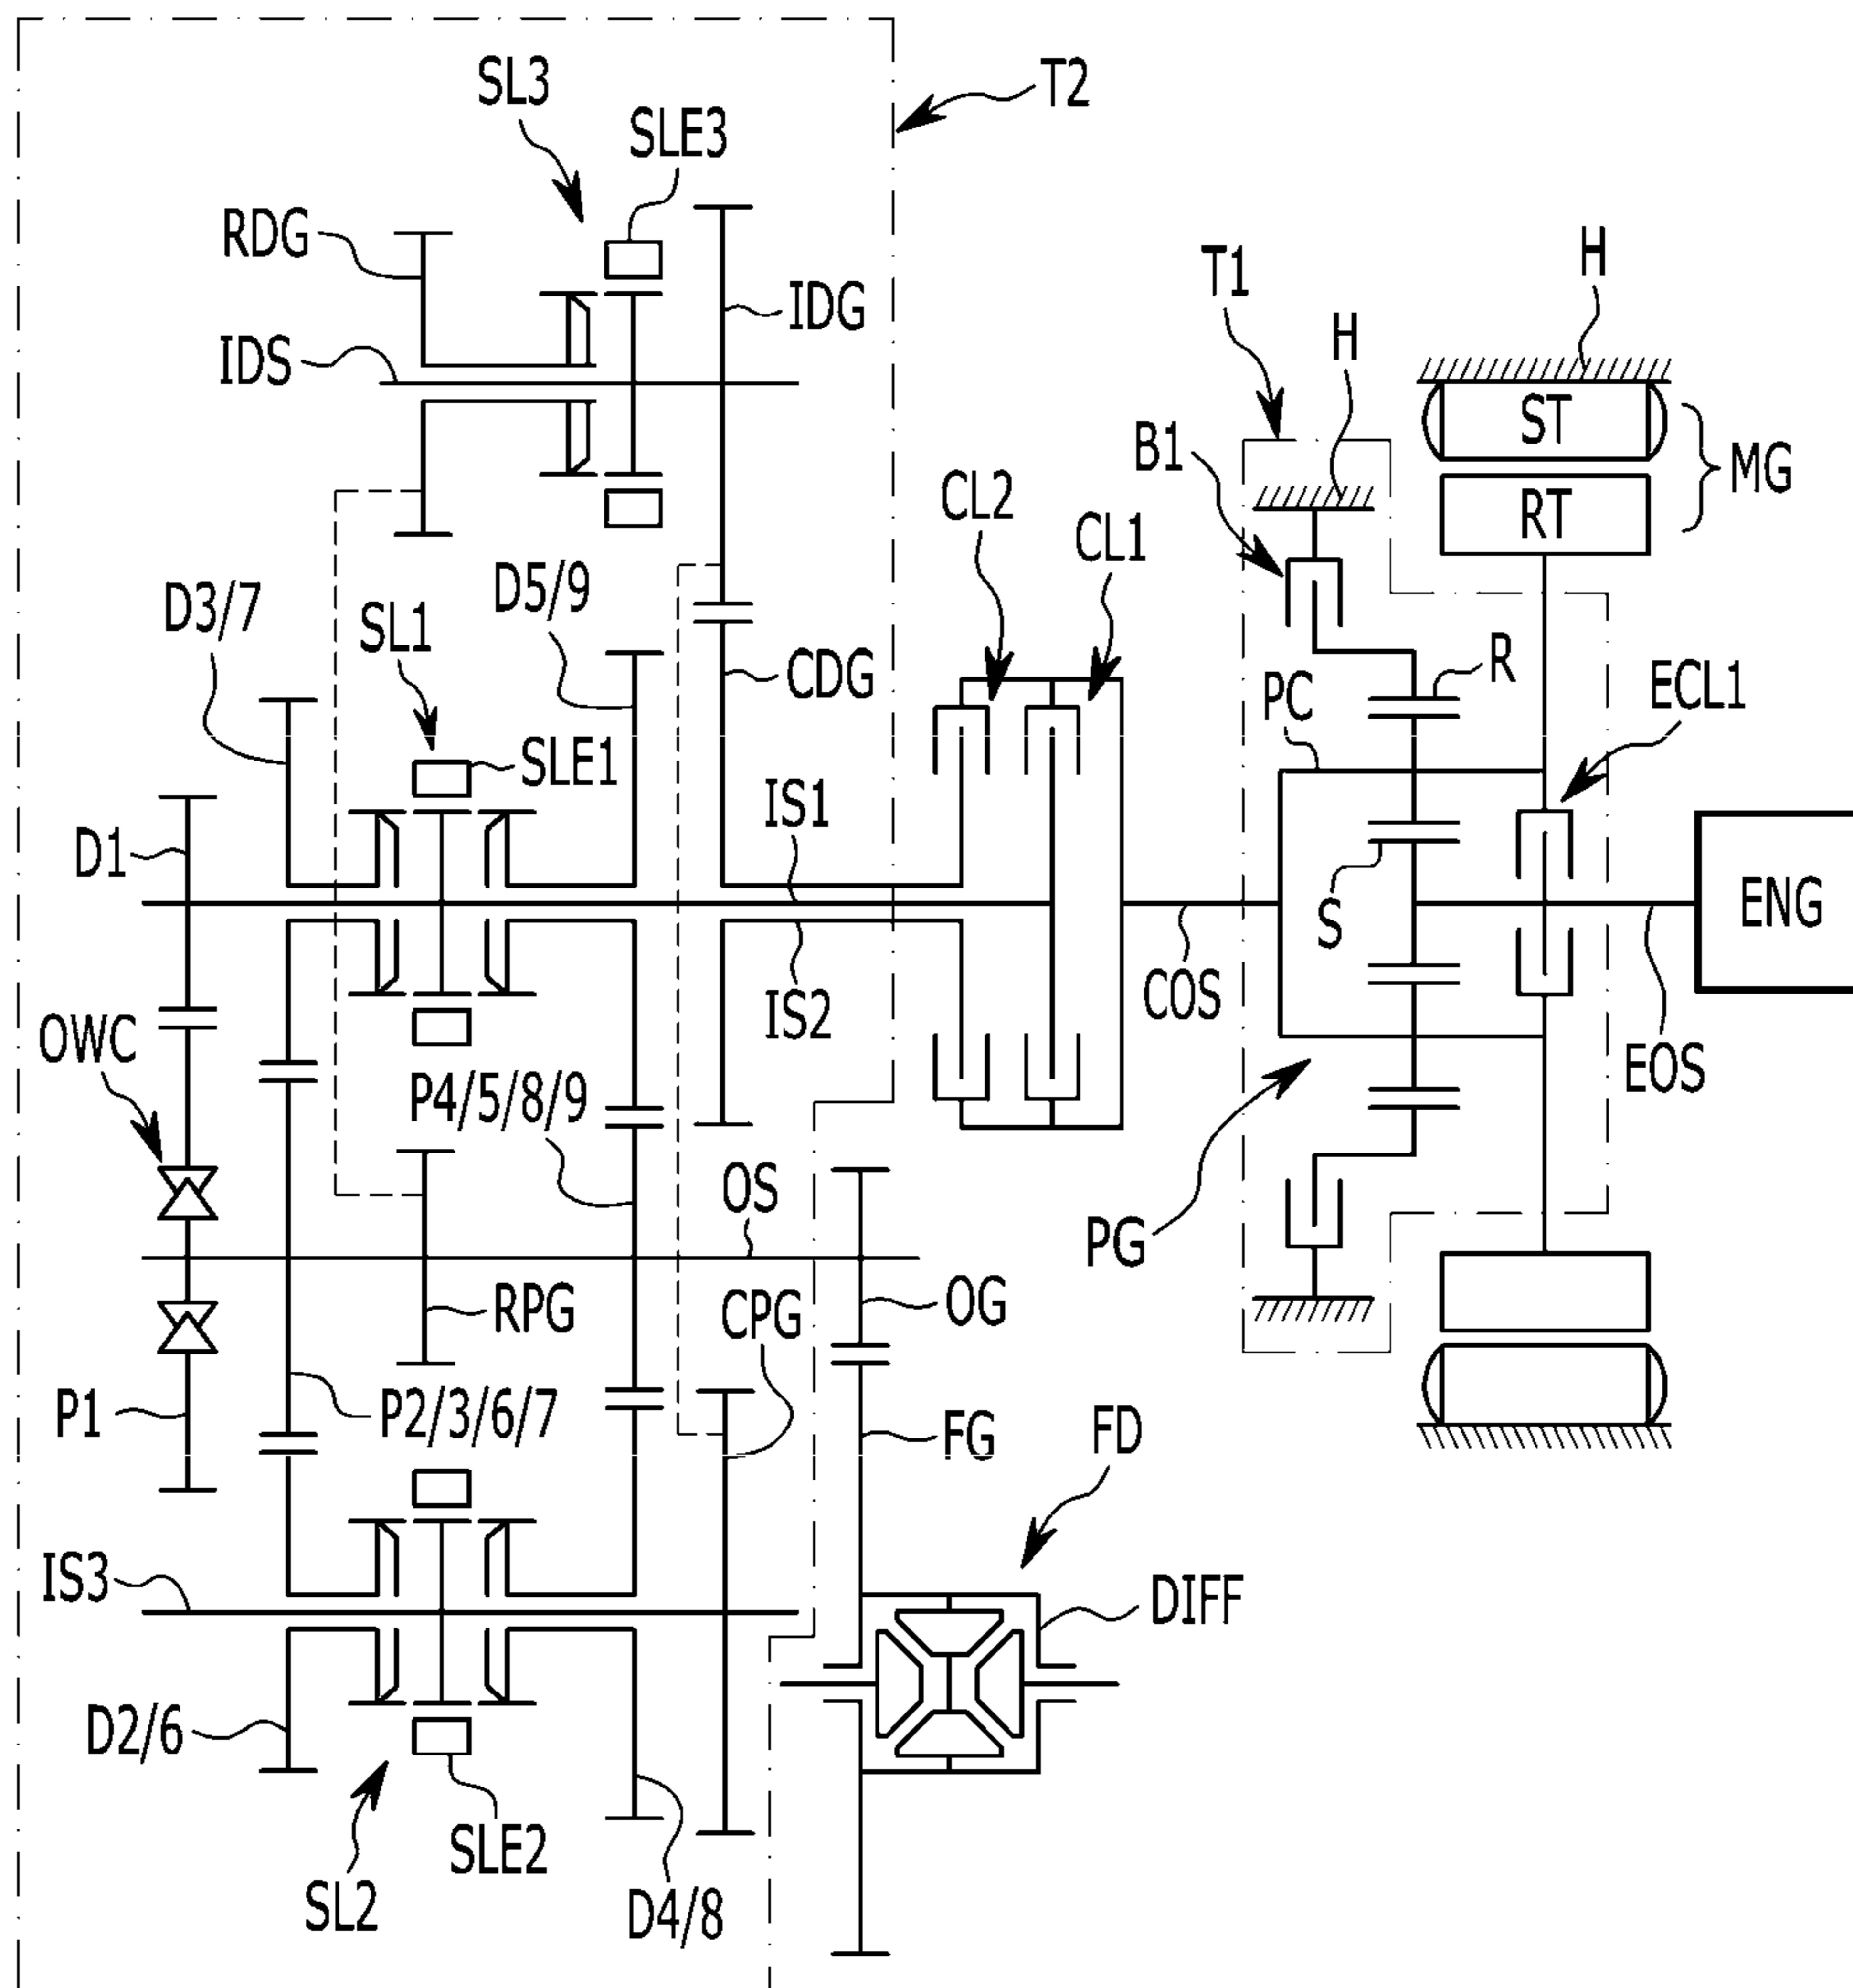 SL3
T2
SLE3
RDG
H
T1
IDG
H
IDS
ST
B1
MG
CL2
RT
CL1
D5/9
D3/7
SL1
R
CDG
ECL1
PC
SLE1
IS1
D1
ENG
S
COS
IS2
OWC
EOS
P4/5/8/9
OS
PG
OG
RPG
CPG
P1
P2/3/6/7
FG
FD
IS3
DIFF
D2/6
SLE2
SL2
D4/8